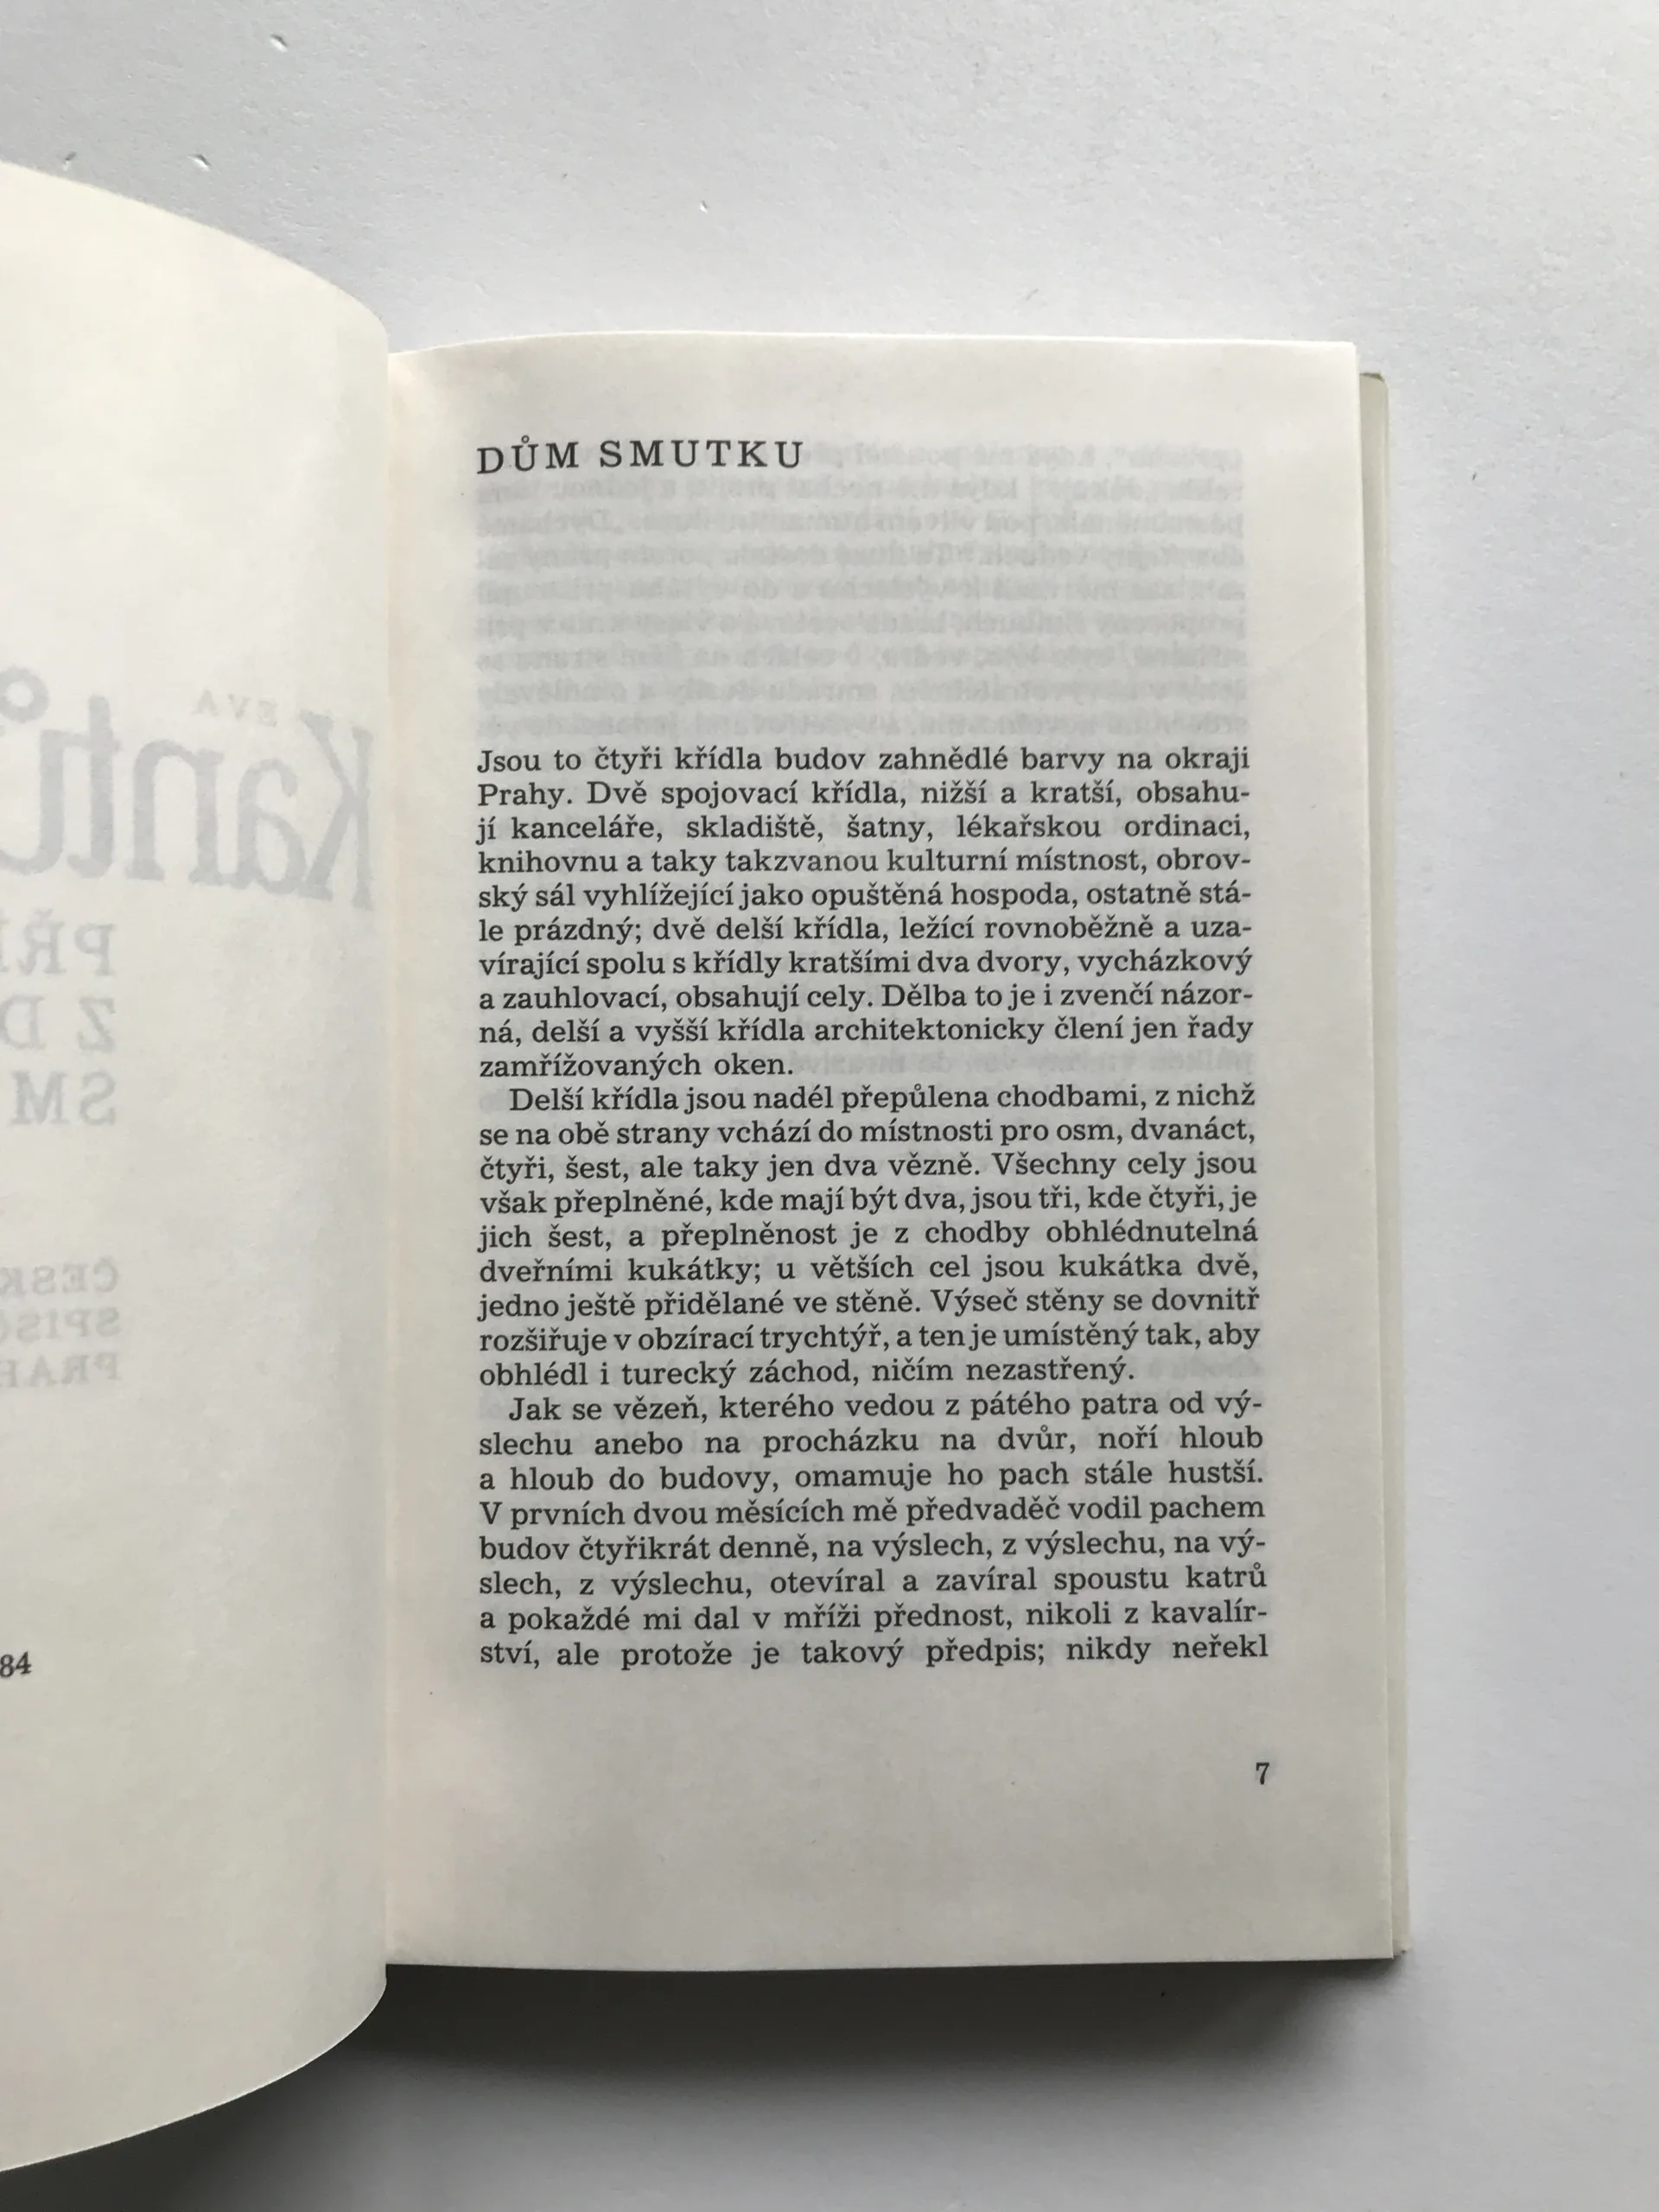 84
DŮM SMUTKU
Jsou to čtyři křídla budov zahnědlé barvy na okraji
Prahy. Dvě spojovací křídla, nižší a kratší, obsahu-
jí kanceláře, skladiště, šatny, lékařskou ordinaci,
knihovnu a taky takzvanou kulturní místnost, obrov-
ský sál vyhlížející jako opuštěná hospoda, ostatně stá-
le prázdný; dvě delší křídla, ležící rovnoběžně a uza-
vírající spolu s křídly kratšími dva dvory, vycházkový
a zauhlovací, obsahují cely. Dělba to je i zvenčí názor-
ná, delší a vyšší křídla architektonicky člení jen řady
zamřížovaných oken.
Delší křídla jsou nadél přepůlena chodbami, z nichž
se na obě strany vchází do místnosti pro osm, dvanáct,
čtyři, šest, ale taky jen dva vězně. Všechny cely jsou
však přeplněné, kde mají být dva, jsou tři, kde čtyři, je
jich šest, a přeplněnost je z chodby obhlédnutelná
dveřními kukátky; u větších cel jsou kukátka dvě,
jedno ještě přidělané ve stěně. Výseč stěny se dovnitř
rozšiřuje v obzírací trychtýř, a ten je umístěný tak, aby
obhlédl i turecký záchod, ničím nezastřený.
Jak se vězeň, kterého vedou z pátého patra od vý-
slechu anebo na procházku na dvůr, noří hloub
a hloub do budovy, omamuje ho pach stále hustší.
V prvních dvou měsících mě předvaděč vodil pachem
budov čtyřikrát denně, na výslech, z výslechu, na vý-
slech, z výslechu, otevíral a zavíral spoustu katrů
a pokaždé mi dal v mříži přednost, nikoli z kavalír-
ství, ale protože je takový předpis; nikdy neřekl
7